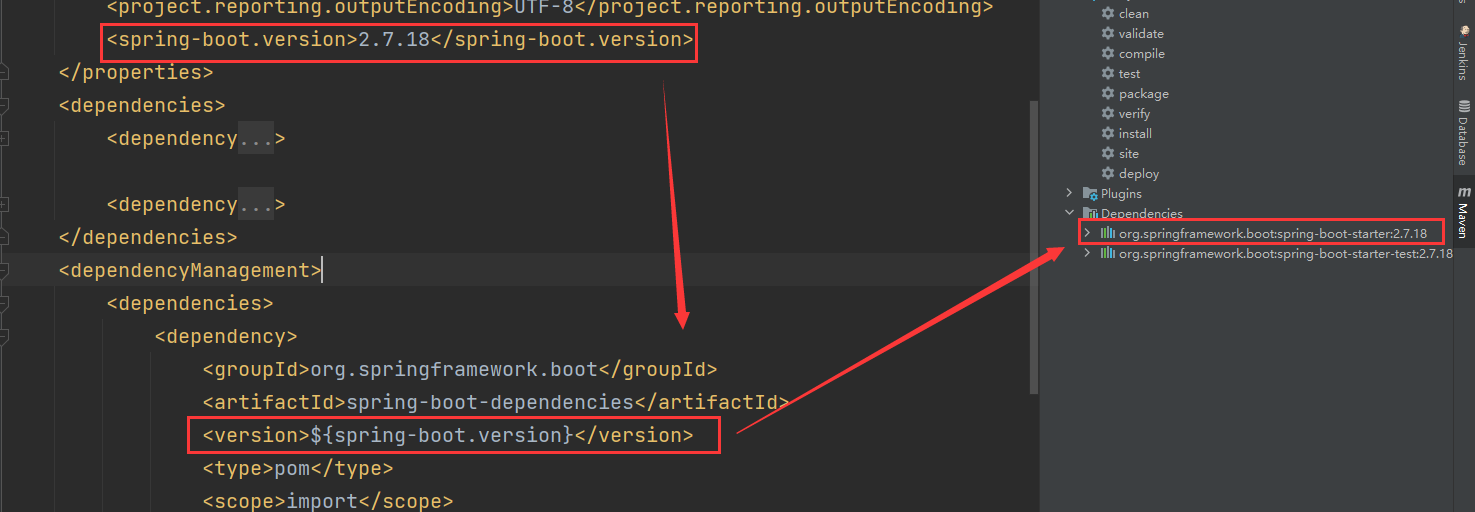 <project.reporting.outputEncoding>UTF-8</project.reporting.outputEncoding>
<spring-boot.version>2.7.18</spring-boot.version>
</properties>
<dependencies>
<dependency...>
<dependency...>
</dependencies>
<dependencyManagement>
<dependencies>
<dependency>
<groupId>org.springframework.boot</groupId>
<artifactId>spring-boot-dependencies</artifactId>
<version>${spring-boot.version}</version>
<type>pom</type>
<scope>import</scope>
clean
validate
compile
test
package
verify
install
site
deploy
Plugins
Dependencies
org.springframework.boot:spring-boot-starter:2.7.18
org.springframework.boot:spring-boot-starter-test:2.7.18
Jenkins
Database
m Maven